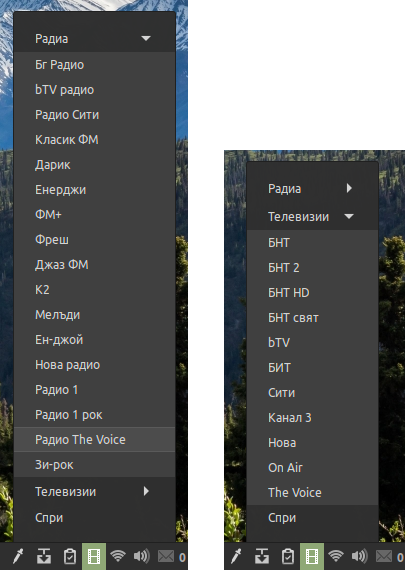 Радиа
Бг Радио
bTV радио
Радио Сити
Класик ФМ
Дарик
Енерджи
ФМ+
Фреш
Джаз ФМ
К2
Мелъди
Ен-джой
Нова радио
Радио 1
Радио 1 рок
Радио The Voice
Зи-рок
Телевизии
Спри
0
Радиа
Телевизии
БНТ
БНТ 2
БНТ HD
БНТ свят
bTV
БИТ
Сити
Канал 3
Нова
On Air
The Voice
Спри
0